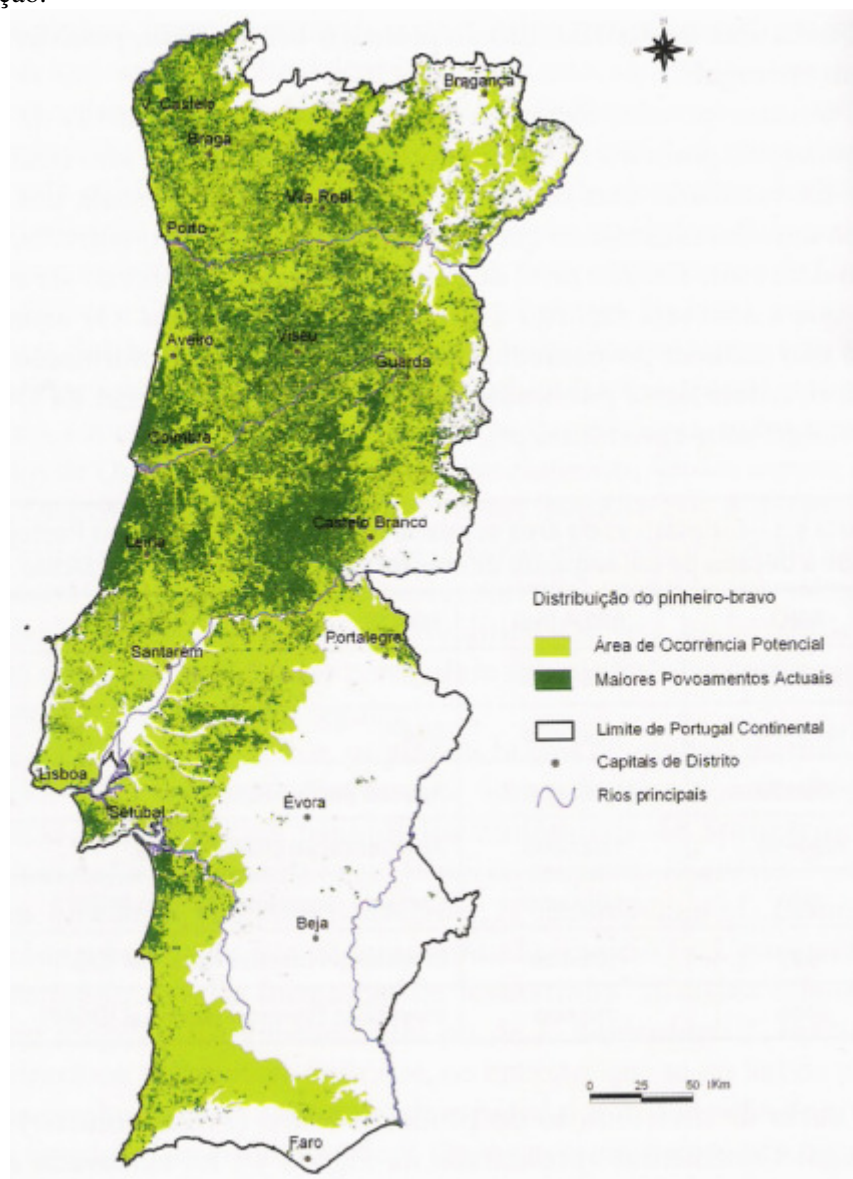 ção.
N
Bragança
V. Castelo
Braga
Vila Real
Porto
Aveiro
Viseu
Guarda
Coimbra
Castelo Branco
Leiria
Distribuição do pinheiro-bravo
Portalegre
Área de Ocorrência Potencial
Santarém
Maiores Povoamentos Actuais
Limite de Portugal Continental
Lisboa
Capitais de Distrito
Setúbal
Évora
Rios principais
Beja
0 25 50 Km
Faro